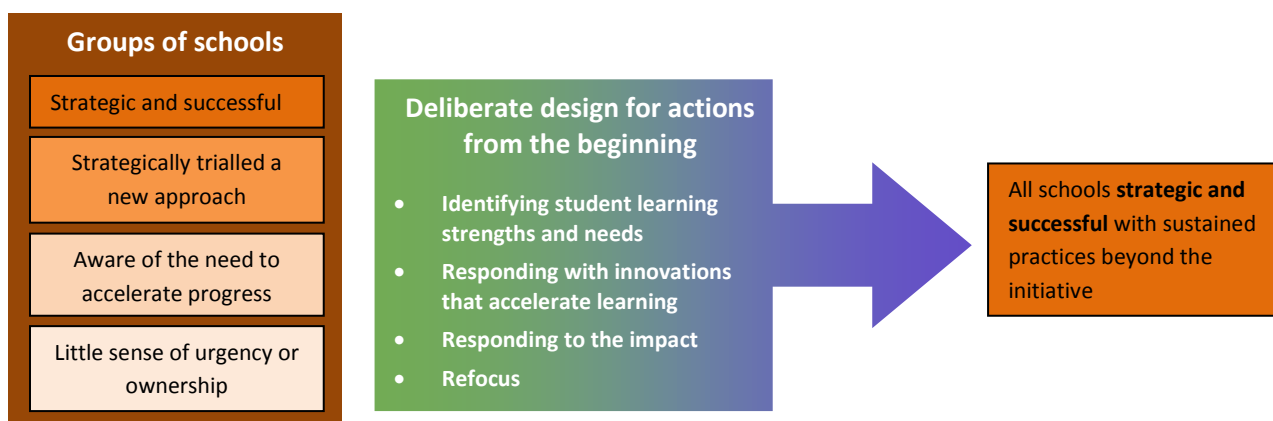 Groups of schools
Strategic and successful
Strategically trialled a
new approach
Aware of the need to
accelerate progress
Little sense of urgency or
ownership
Deliberate design for actions
from the beginning
• Identifying student learning
strengths and needs
• Responding with innovations
that accelerate learning
• Responding to the impact
• Refocus
All schools strategic and
successful with sustained
practices beyond the
initiative